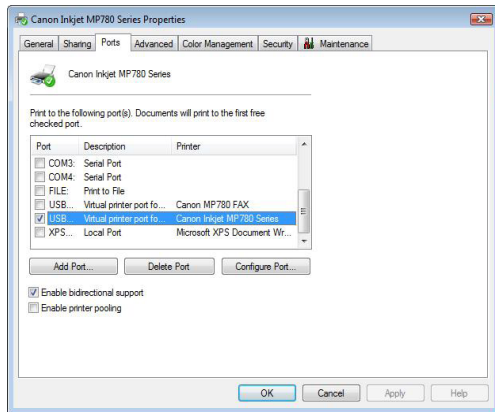 Canon Inkjet MP780 Series Properties
General Sharing Ports Advanced Color Management Security Maintenance
Canon Inkjet MP780 Series
Print to the following port(s). Documents will print to the first free
checked port.
Port Description Printer
COM3: Serial Port
COM4: Serial Port
FILE: Print to File
USB... Virtual printer port fo... Canon MP780 FAX
USB... Virtual printer port fo... Canon Inkjet MP780 Series
XPS... Local Port Microsoft XPS Document Wr...
Add Port... Delete Port Configure Port...
Enable bidirectional support
Enable printer pooling
OK Cancel Apply Help